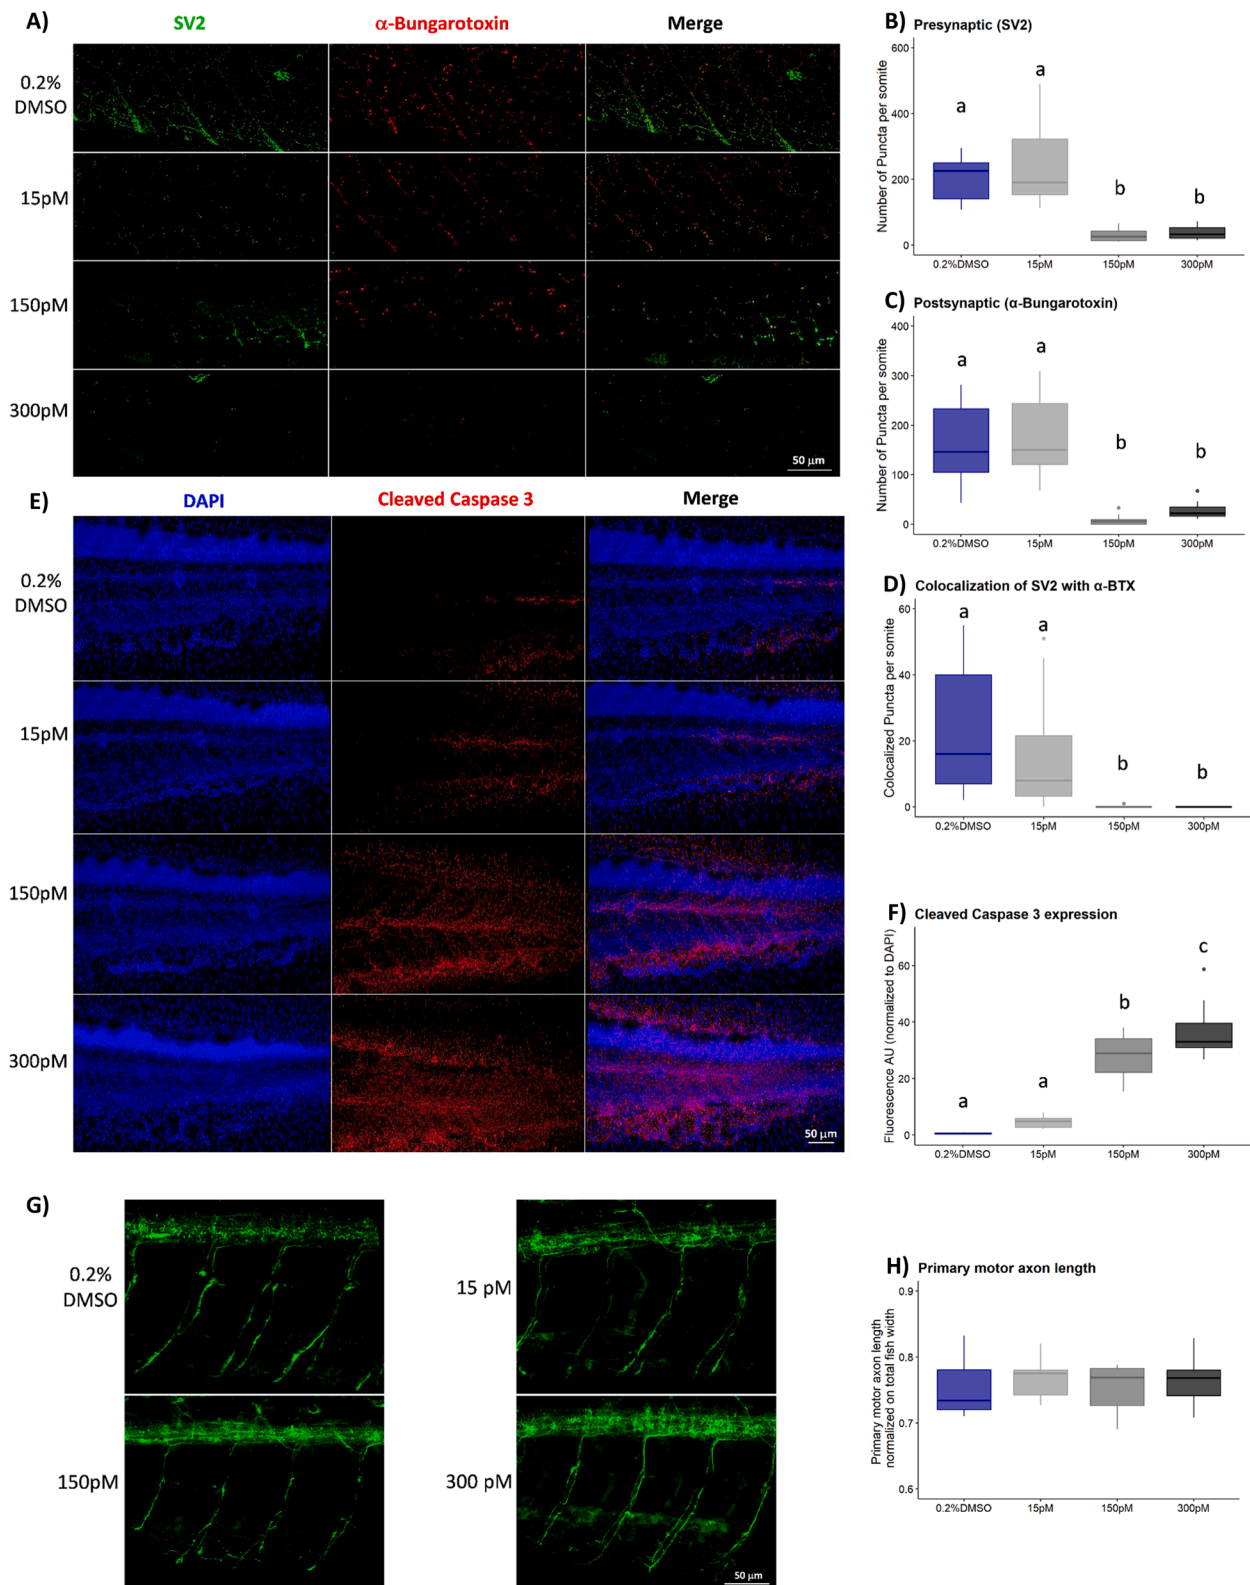 A)
SV2
α-Bungarotoxin
Merge
0.2%
DMSO
15pM
150pM
300pM
50 μm
B)
Presynaptic (SV2)
Number of Puncta per somite
600
400
200
0
a
a
b
b
0.2%DMSO
15pM
150pM
300pM
C)
Postsynaptic (α-Bungarotoxin)
Number of Puncta per somite
400
300
200
100
0
a
a
b
b
0.2%DMSO
15pM
150pM
300pM
D)
Colocalization of SV2 with α-BTX
Colocalized Puncta per somite
60
40
20
0
a
a
b
b
0.2%DMSO
15pM
150pM
300pM
E)
DAPI
Cleaved Caspase 3
Merge
0.2%
DMSO
15pM
150pM
300pM
50 μm
F)
Cleaved Caspase 3 expression
Fluorescence AU (normalized to DAPI)
60
40
20
0
a
a
b
c
0.2%DMSO
15pM
150pM
300pM
G)
0.2%
DMSO
15 pM
150pM
300 pM
50 μm
H)
Primary motor axon length
Primary motor axon length
normalized on total fish width
0.9
0.8
0.7
0.6
0.2%DMSO
15pM
150pM
300pM